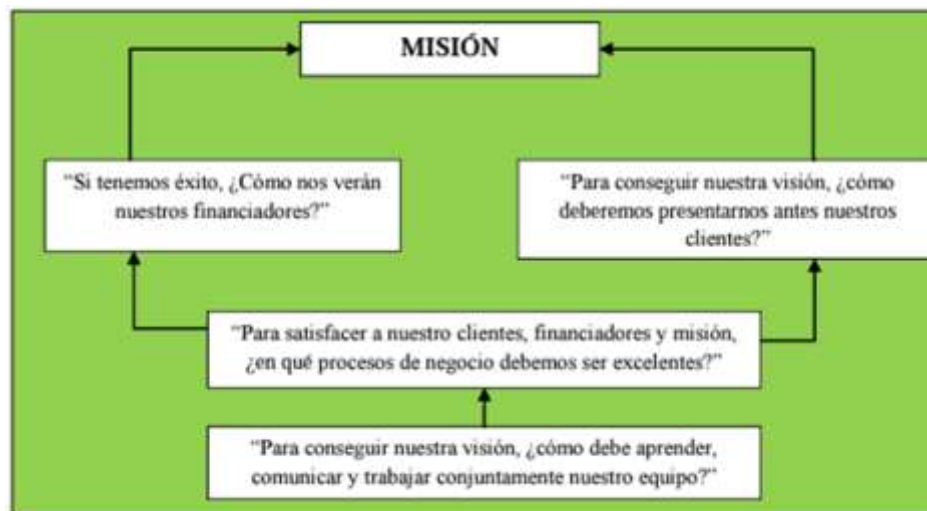 MISIÓN
“Si tenemos éxito, ¿Cómo nos verán
nuestros financiadores?”
“Para conseguir nuestra visión, ¿cómo
deberemos presentarnos antes nuestros
clientes?”
“Para satisfacer a nuestro clientes, financiadores y misión,
¿en qué procesos de negocio debemos ser excelentes?”
“Para conseguir nuestra visión, ¿cómo debe aprender,
comunicar y trabajar conjuntamente nuestro equipo?”